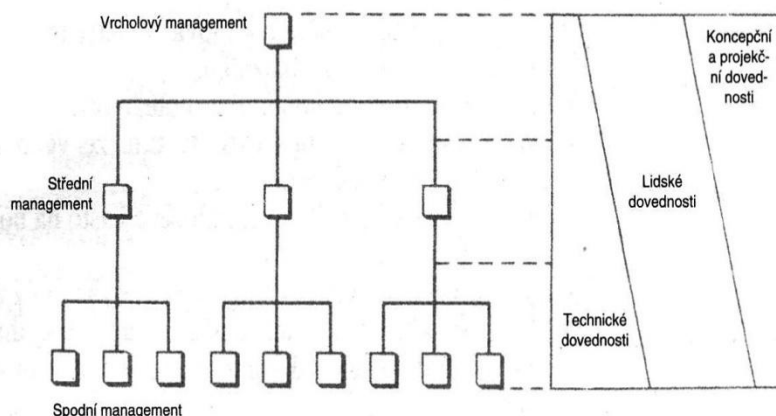 Vrcholový management
Koncepční
a projekč-
ní doved-
nosti
Střední
management
Lidské
dovednosti
Technické
dovednosti
Spodní management